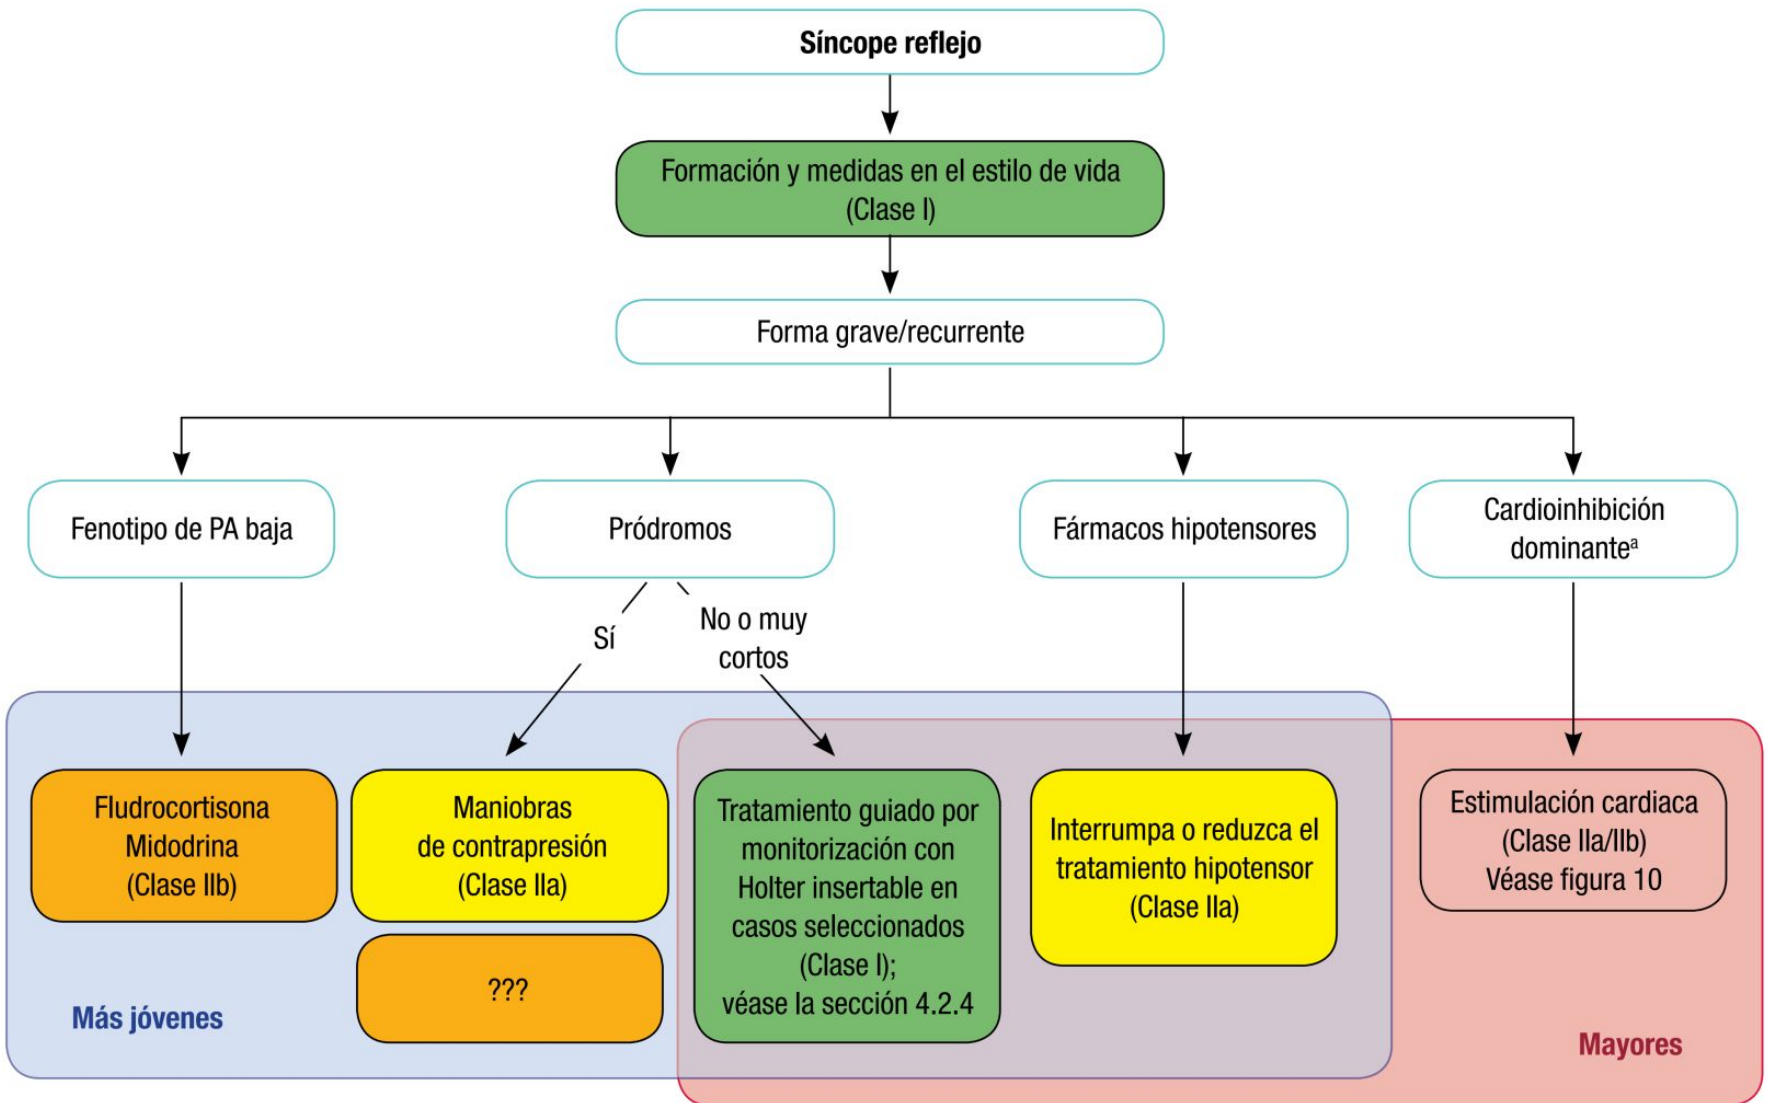 Síncope reflejo
Formación y medidas en el estilo de vida
(Clase I)
Forma grave/recurrente
Fenotipo de PA baja
Pródromos
Fármacos hipotensores
Cardioinhibición
dominanteᵃ
Sí
No o muy
cortos
Fludrocortisona
Midodrina
(Clase IIb)
Maniobras
de contrapresión
(Clase IIa)
???
Tratamiento guiado por
monitorización con
Holter insertable en
casos seleccionados
(Clase I);
véase la sección 4.2.4
Interrumpa o reduzca el
tratamiento hipotensor
(Clase IIa)
Estimulación cardiaca
(Clase IIa/IIb)
Véase figura 10
Más jóvenes
Mayores